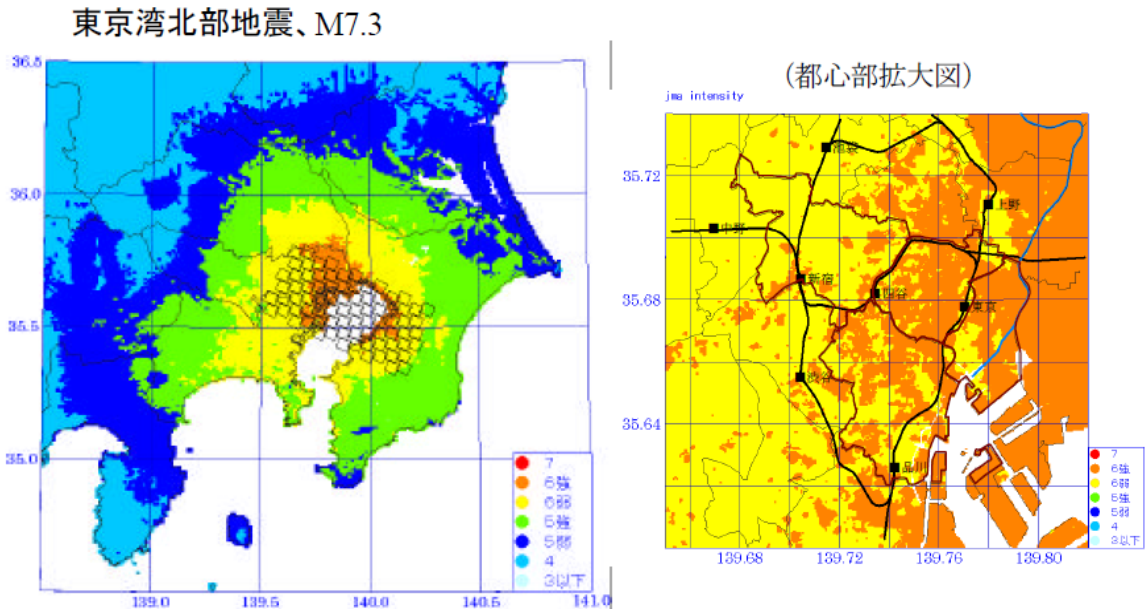 東京湾北部地震、M7.3
36.5
36.0
35.5
35.0
139.0
139.5
140.0
140.5
141.0
7
6強
6弱
5強
5弱
4
3以下
(都心部拡大図)
jma intensity
35.72
35.68
35.64
池袋
上野
中野
新宿
四谷
東京
渋谷
品川
139.68
139.72
139.76
139.80
7
6強
6弱
5強
5弱
4
3以下